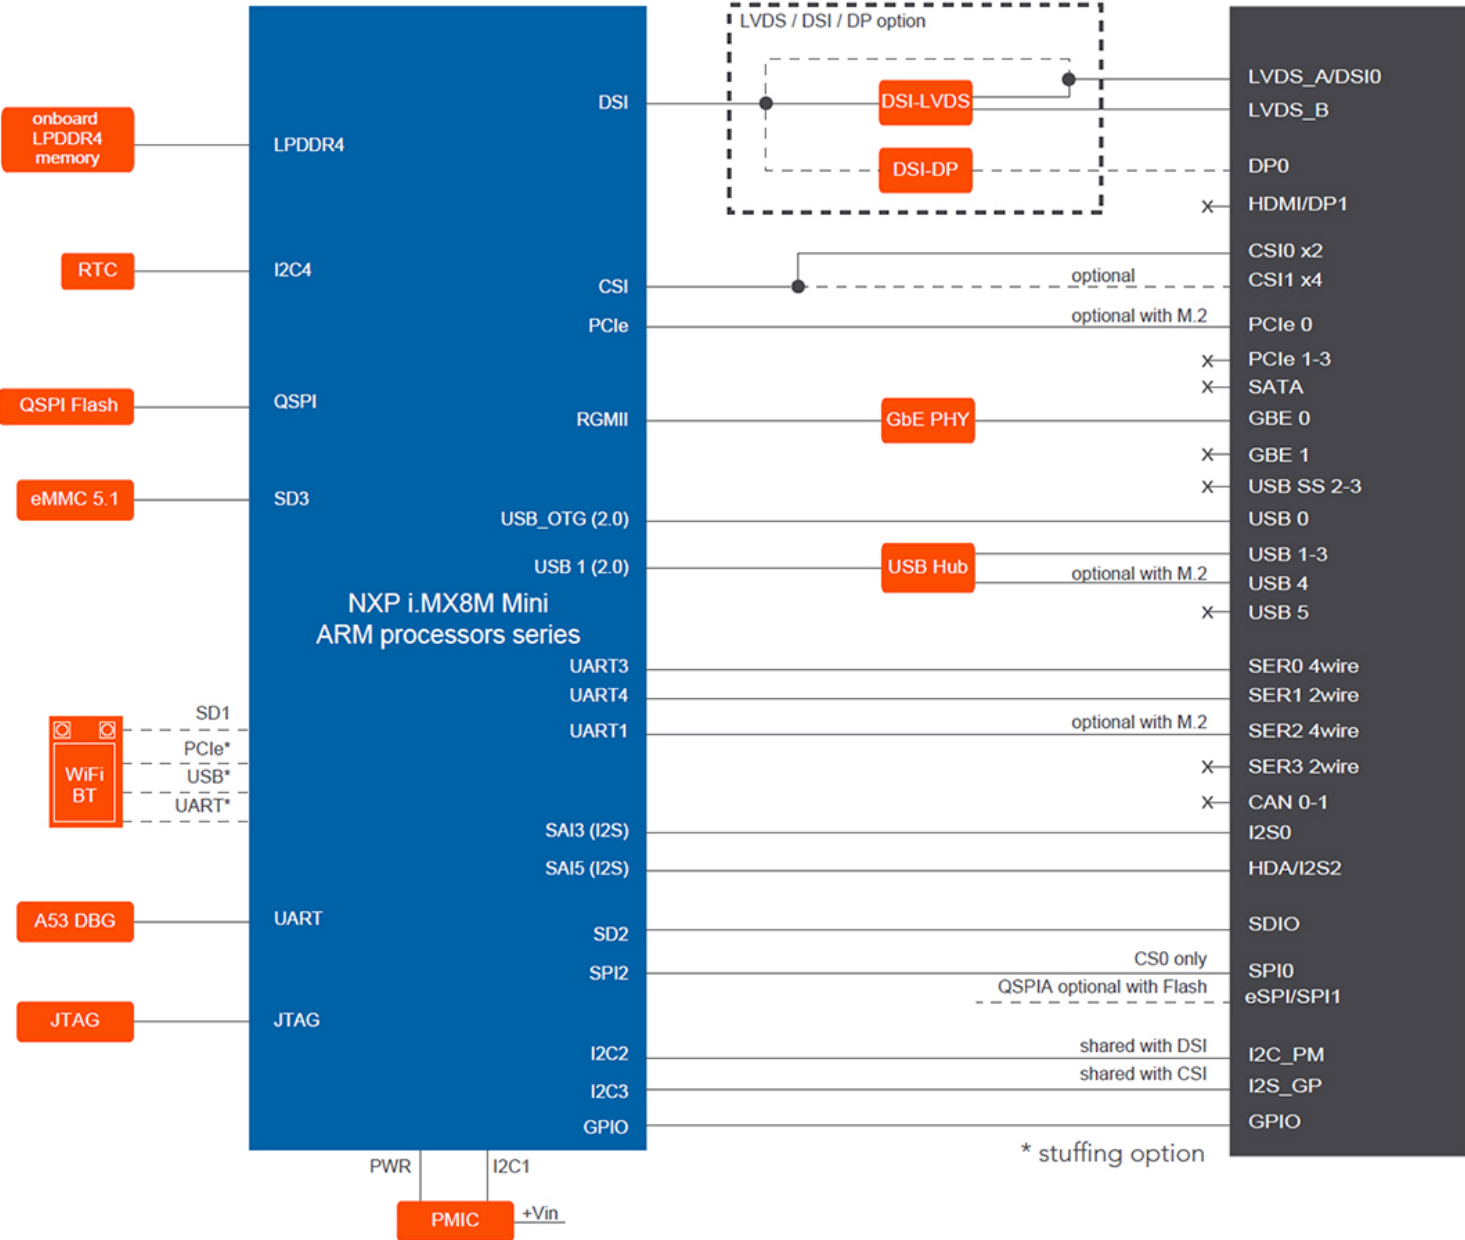 LVDS / DSI / DP option
onboard
LPDDR4
memory
RTC
QSPI Flash
eMMC 5.1
SD1
PCIe*
USB*
UART*
WiFi
BT
A53 DBG
JTAG
LPDDR4
I2C4
QSPI
SD3
UART
JTAG
NXP i.MX8M Mini
ARM processors series
DSI
CSI
PCIe
RGMII
USB_OTG (2.0)
USB 1 (2.0)
UART3
UART4
UART1
SAI3 (I2S)
SAI5 (I2S)
SD2
SPI2
I2C2
I2C3
GPIO
PWR
I2C1
PMIC
+Vin
DSI-LVDS
DSI-DP
GbE PHY
USB Hub
optional
optional with M.2
optional with M.2
optional with M.2
CS0 only
QSPIA optional with Flash
shared with DSI
shared with CSI
* stuffing option
X
X
X
X
X
X
X
X
LVDS_A/DSI0
LVDS_B
DP0
HDMI/DP1
CSI0 x2
CSI1 x4
PCIe 0
PCIe 1-3
SATA
GBE 0
GBE 1
USB SS 2-3
USB 0
USB 1-3
USB 4
USB 5
SER0 4wire
SER1 2wire
SER2 4wire
SER3 2wire
CAN 0-1
I2S0
HDA/I2S2
SDIO
SPI0
eSPI/SPI1
I2C_PM
I2S_GP
GPIO